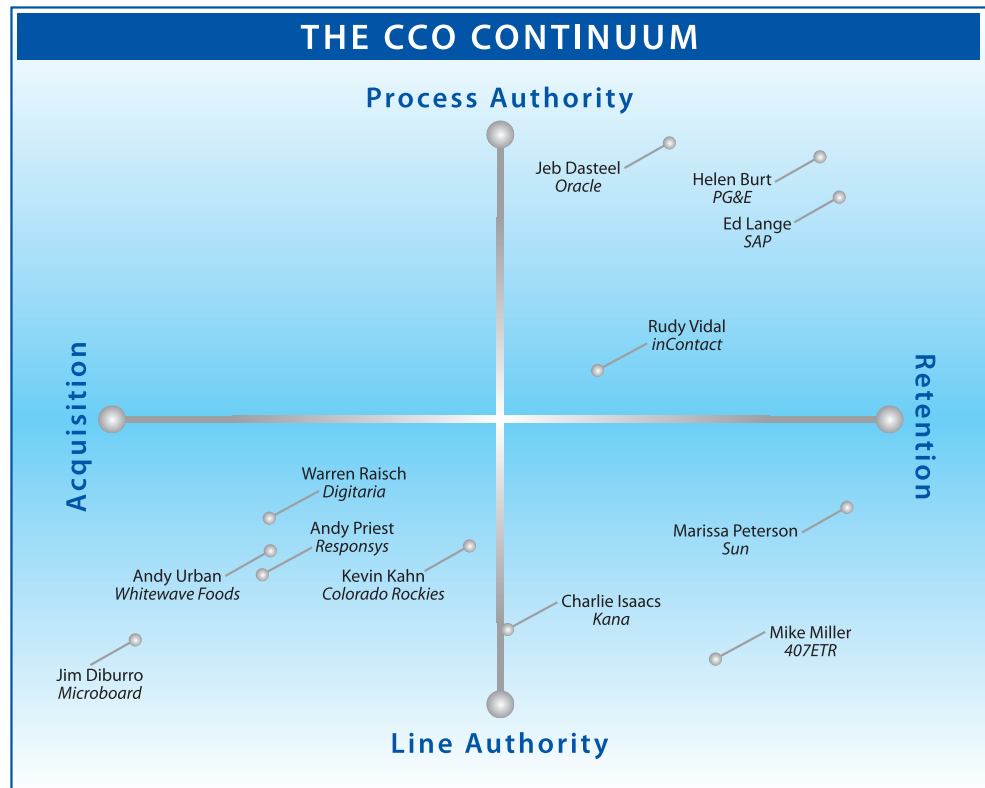 THE CCO CONTINUUM
Process Authority
Jeb Dasteel
Oracle
Helen Burt
PG&E
Ed Lange
SAP
Rudy Vidal
inContact
Acquisition
Retention
Warren Raisch
Digitaria
Andy Priest
Responsys
Andy Urban
Whitewave Foods
Kevin Kahn
Colorado Rockies
Marissa Peterson
Sun
Charlie Isaacs
Kana
Mike Miller
407ETR
Jim Diburro
Microboard
Line Authority